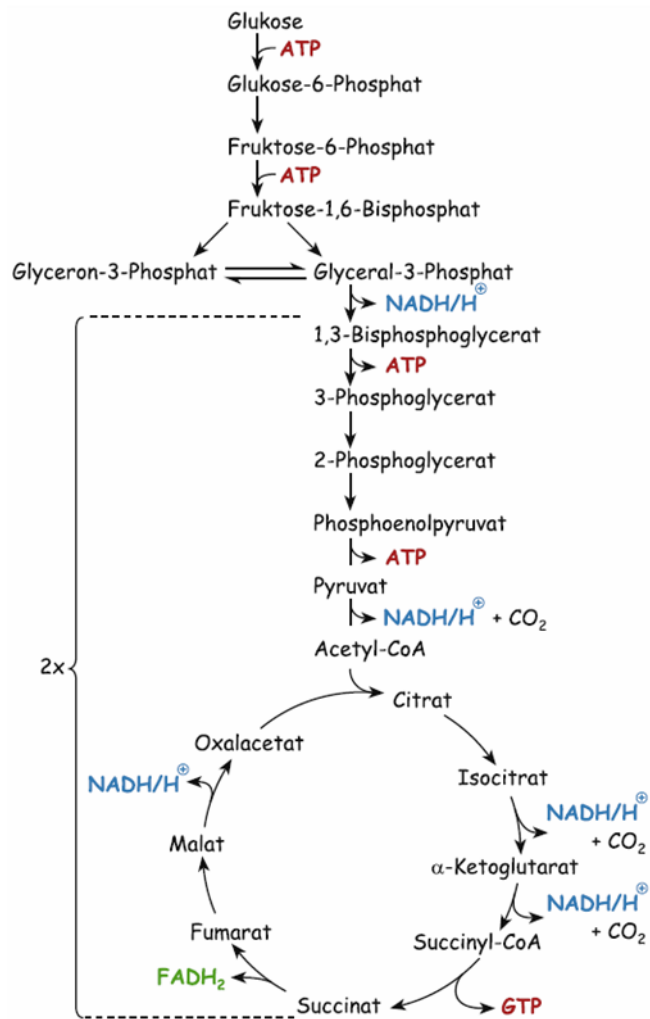 Glukose
ATP
Glukose-6-Phosphat
Fruktose-6-Phosphat
ATP
Fruktose-1,6-Bisphosphat
Glyceron-3-Phosphat
Glyceral-3-Phosphat
NADH/H⊕
1,3-Bisphosphoglycerat
ATP
3-Phosphoglycerat
2-Phosphoglycerat
Phosphoenolpyruvat
ATP
Pyruvat
NADH/H⊕ + CO₂
Acetyl-CoA
2x
Citrat
Oxalacetat
Isocitrat
NADH/H⊕
NADH/H⊕
+ CO₂
Malat
α-Ketoglutarat
NADH/H⊕
+ CO₂
Fumarat
Succinyl-CoA
FADH₂
Succinat
GTP